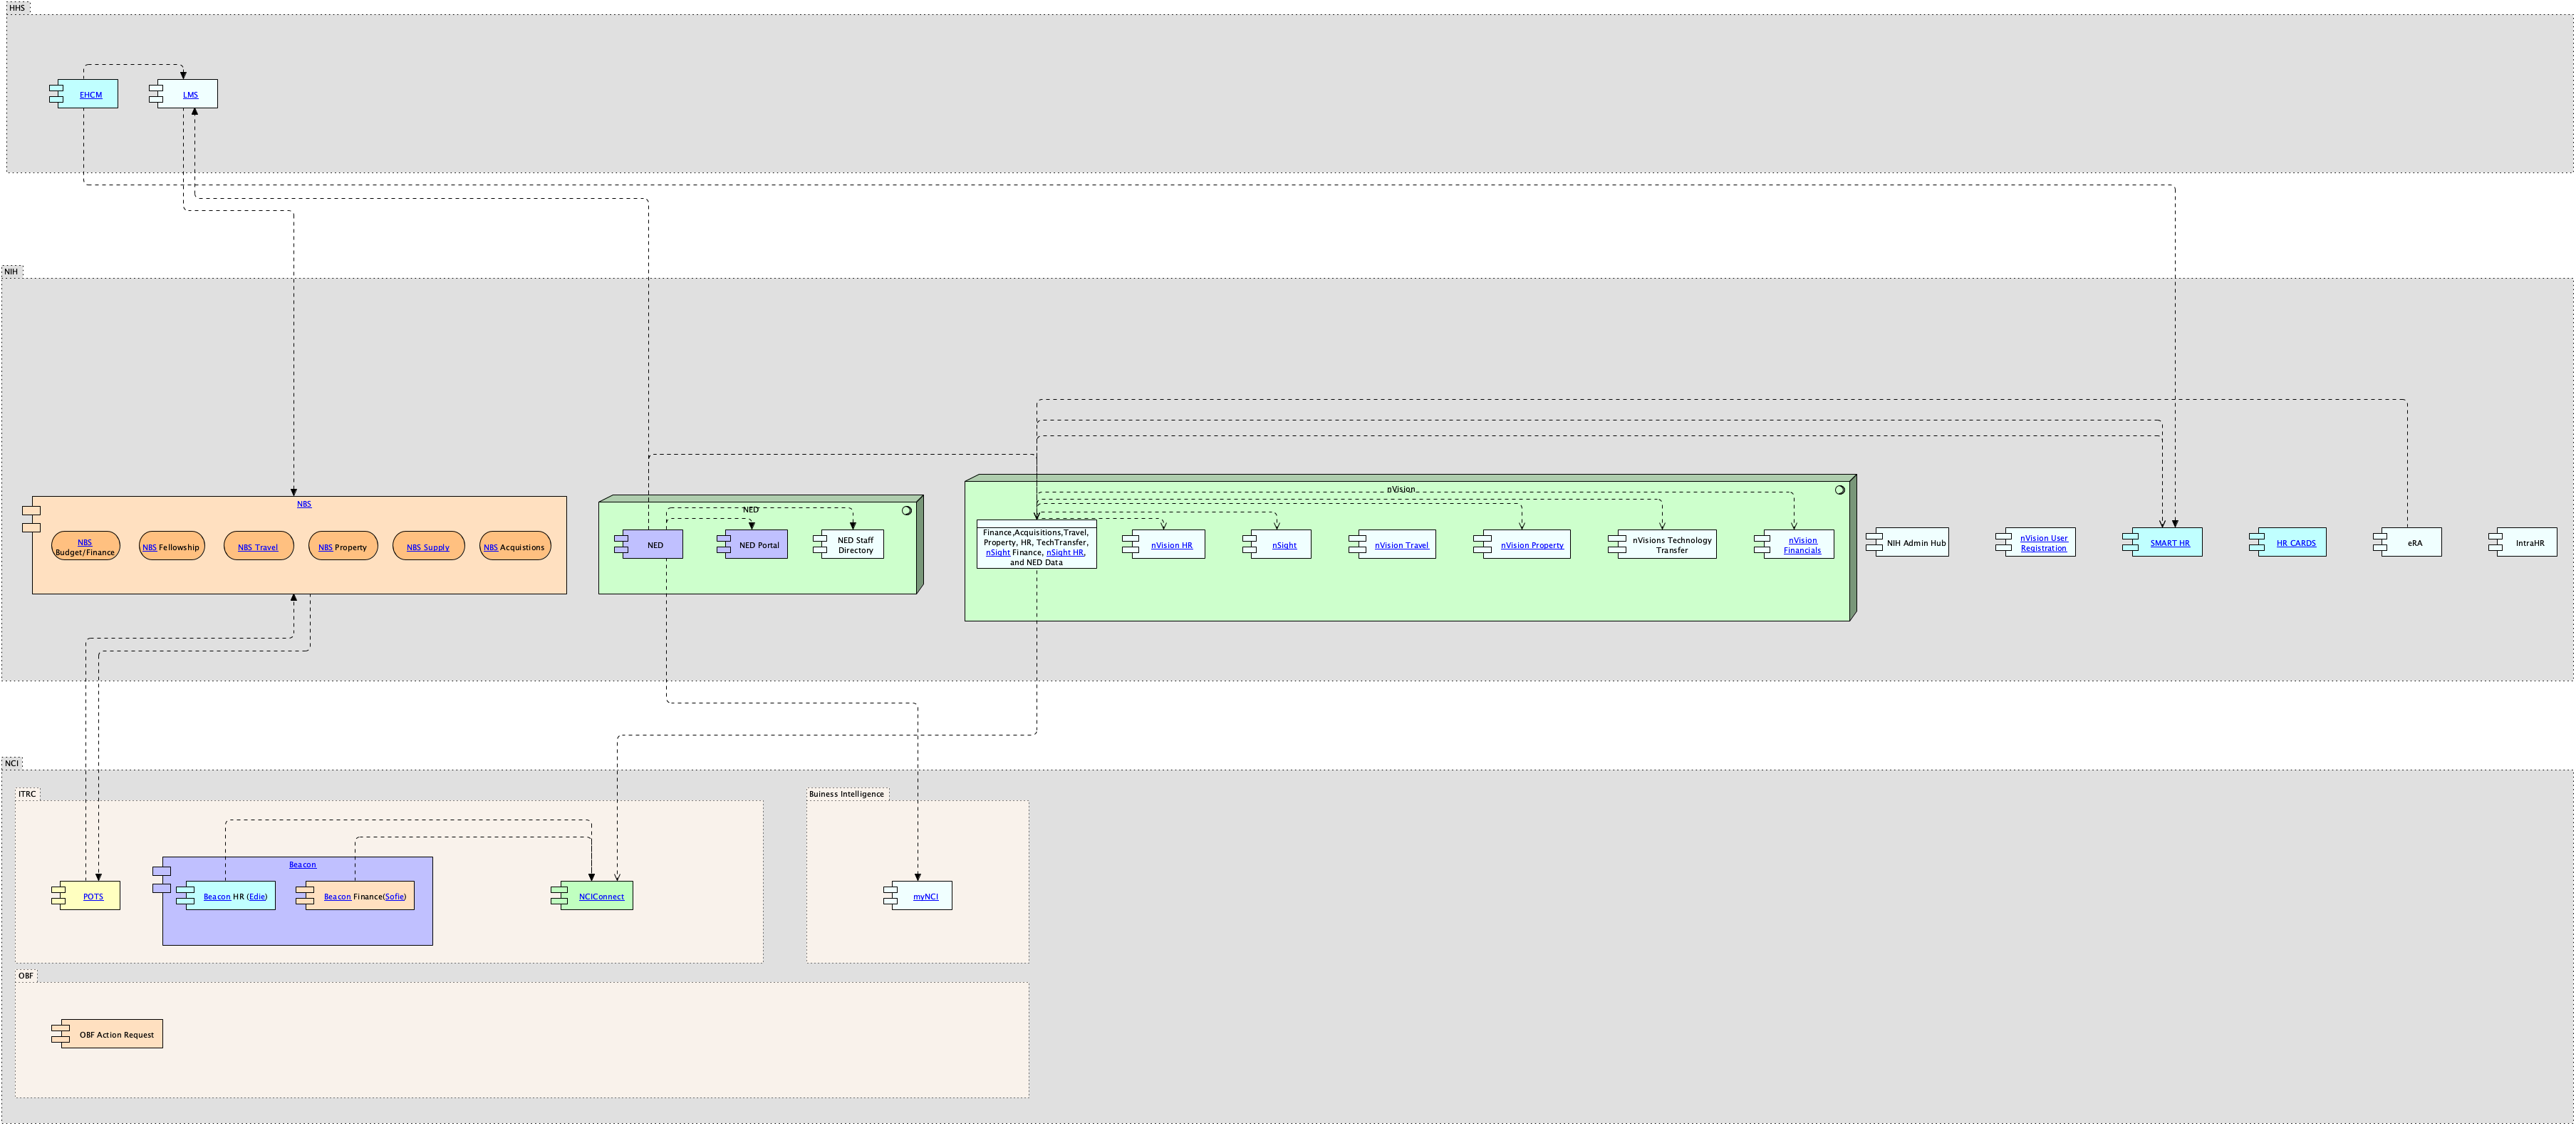 HHS
EHCM
LMS
NIH
NBS
NBS
Budget/Finance
NBS Fellowship
NBS Travel
NBS Property
NBS Supply
NBS Acquistions
NED
NED
NED Portal
NED Staff
Directory
nVision
Finance,Acquisitions,Travel,
Property, HR, TechTransfer,
nSight Finance, nSight HR,
and NED Data
nVision HR
nSight
nVision Travel
nVision Property
nVisions Technology
Transfer
nVision
Financials
NIH Admin Hub
nVision User
Registration
SMART HR
HR CARDS
eRA
IntraHR
NCI
ITRC
POTS
Beacon
Beacon HR (Edie)
Beacon Finance(Sofie)
NCIConnect
Buiness Intelligence
myNCI
OBF
OBF Action Request